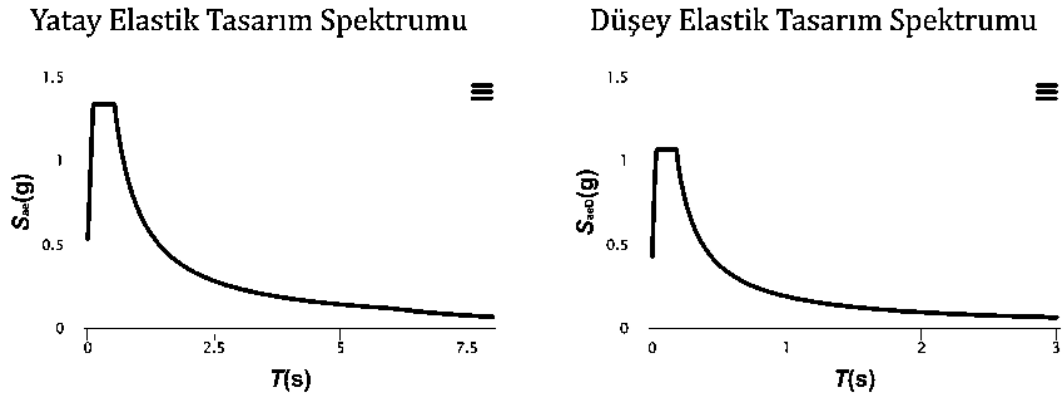 Yatay Elastik Tasarım Spektrumu
1.5
1
0.5
0
Sae(g)
0
2.5
5
7.5
T(s)
Düşey Elastik Tasarım Spektrumu
1.5
1
0.5
0
SaeD(g)
0
1
2
3
T(s)